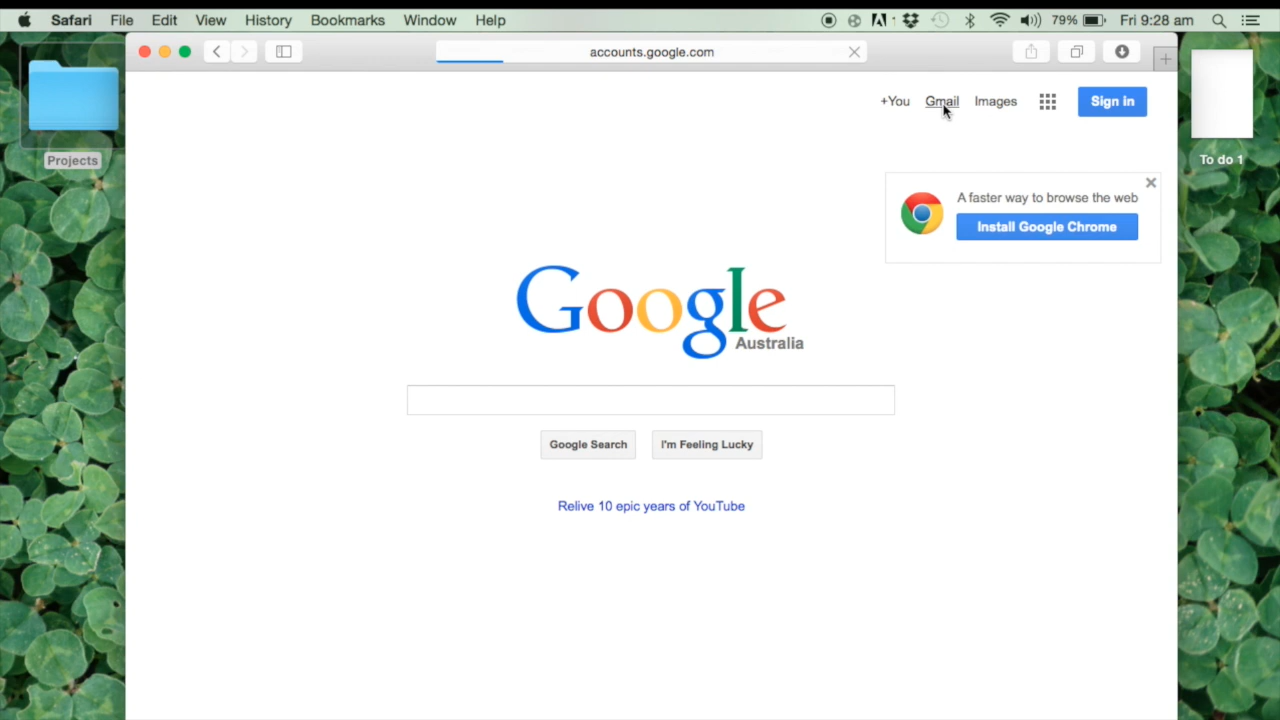 Safari File Edit View History Bookmarks Window Help 79% Fri 9:28 am
accounts.google.com
+You Gmail Images Sign in
Projects
To do 1
A faster way to browse the web
Install Google Chrome
Google
Australia
Google Search I'm Feeling Lucky
Relive 10 epic years of YouTube